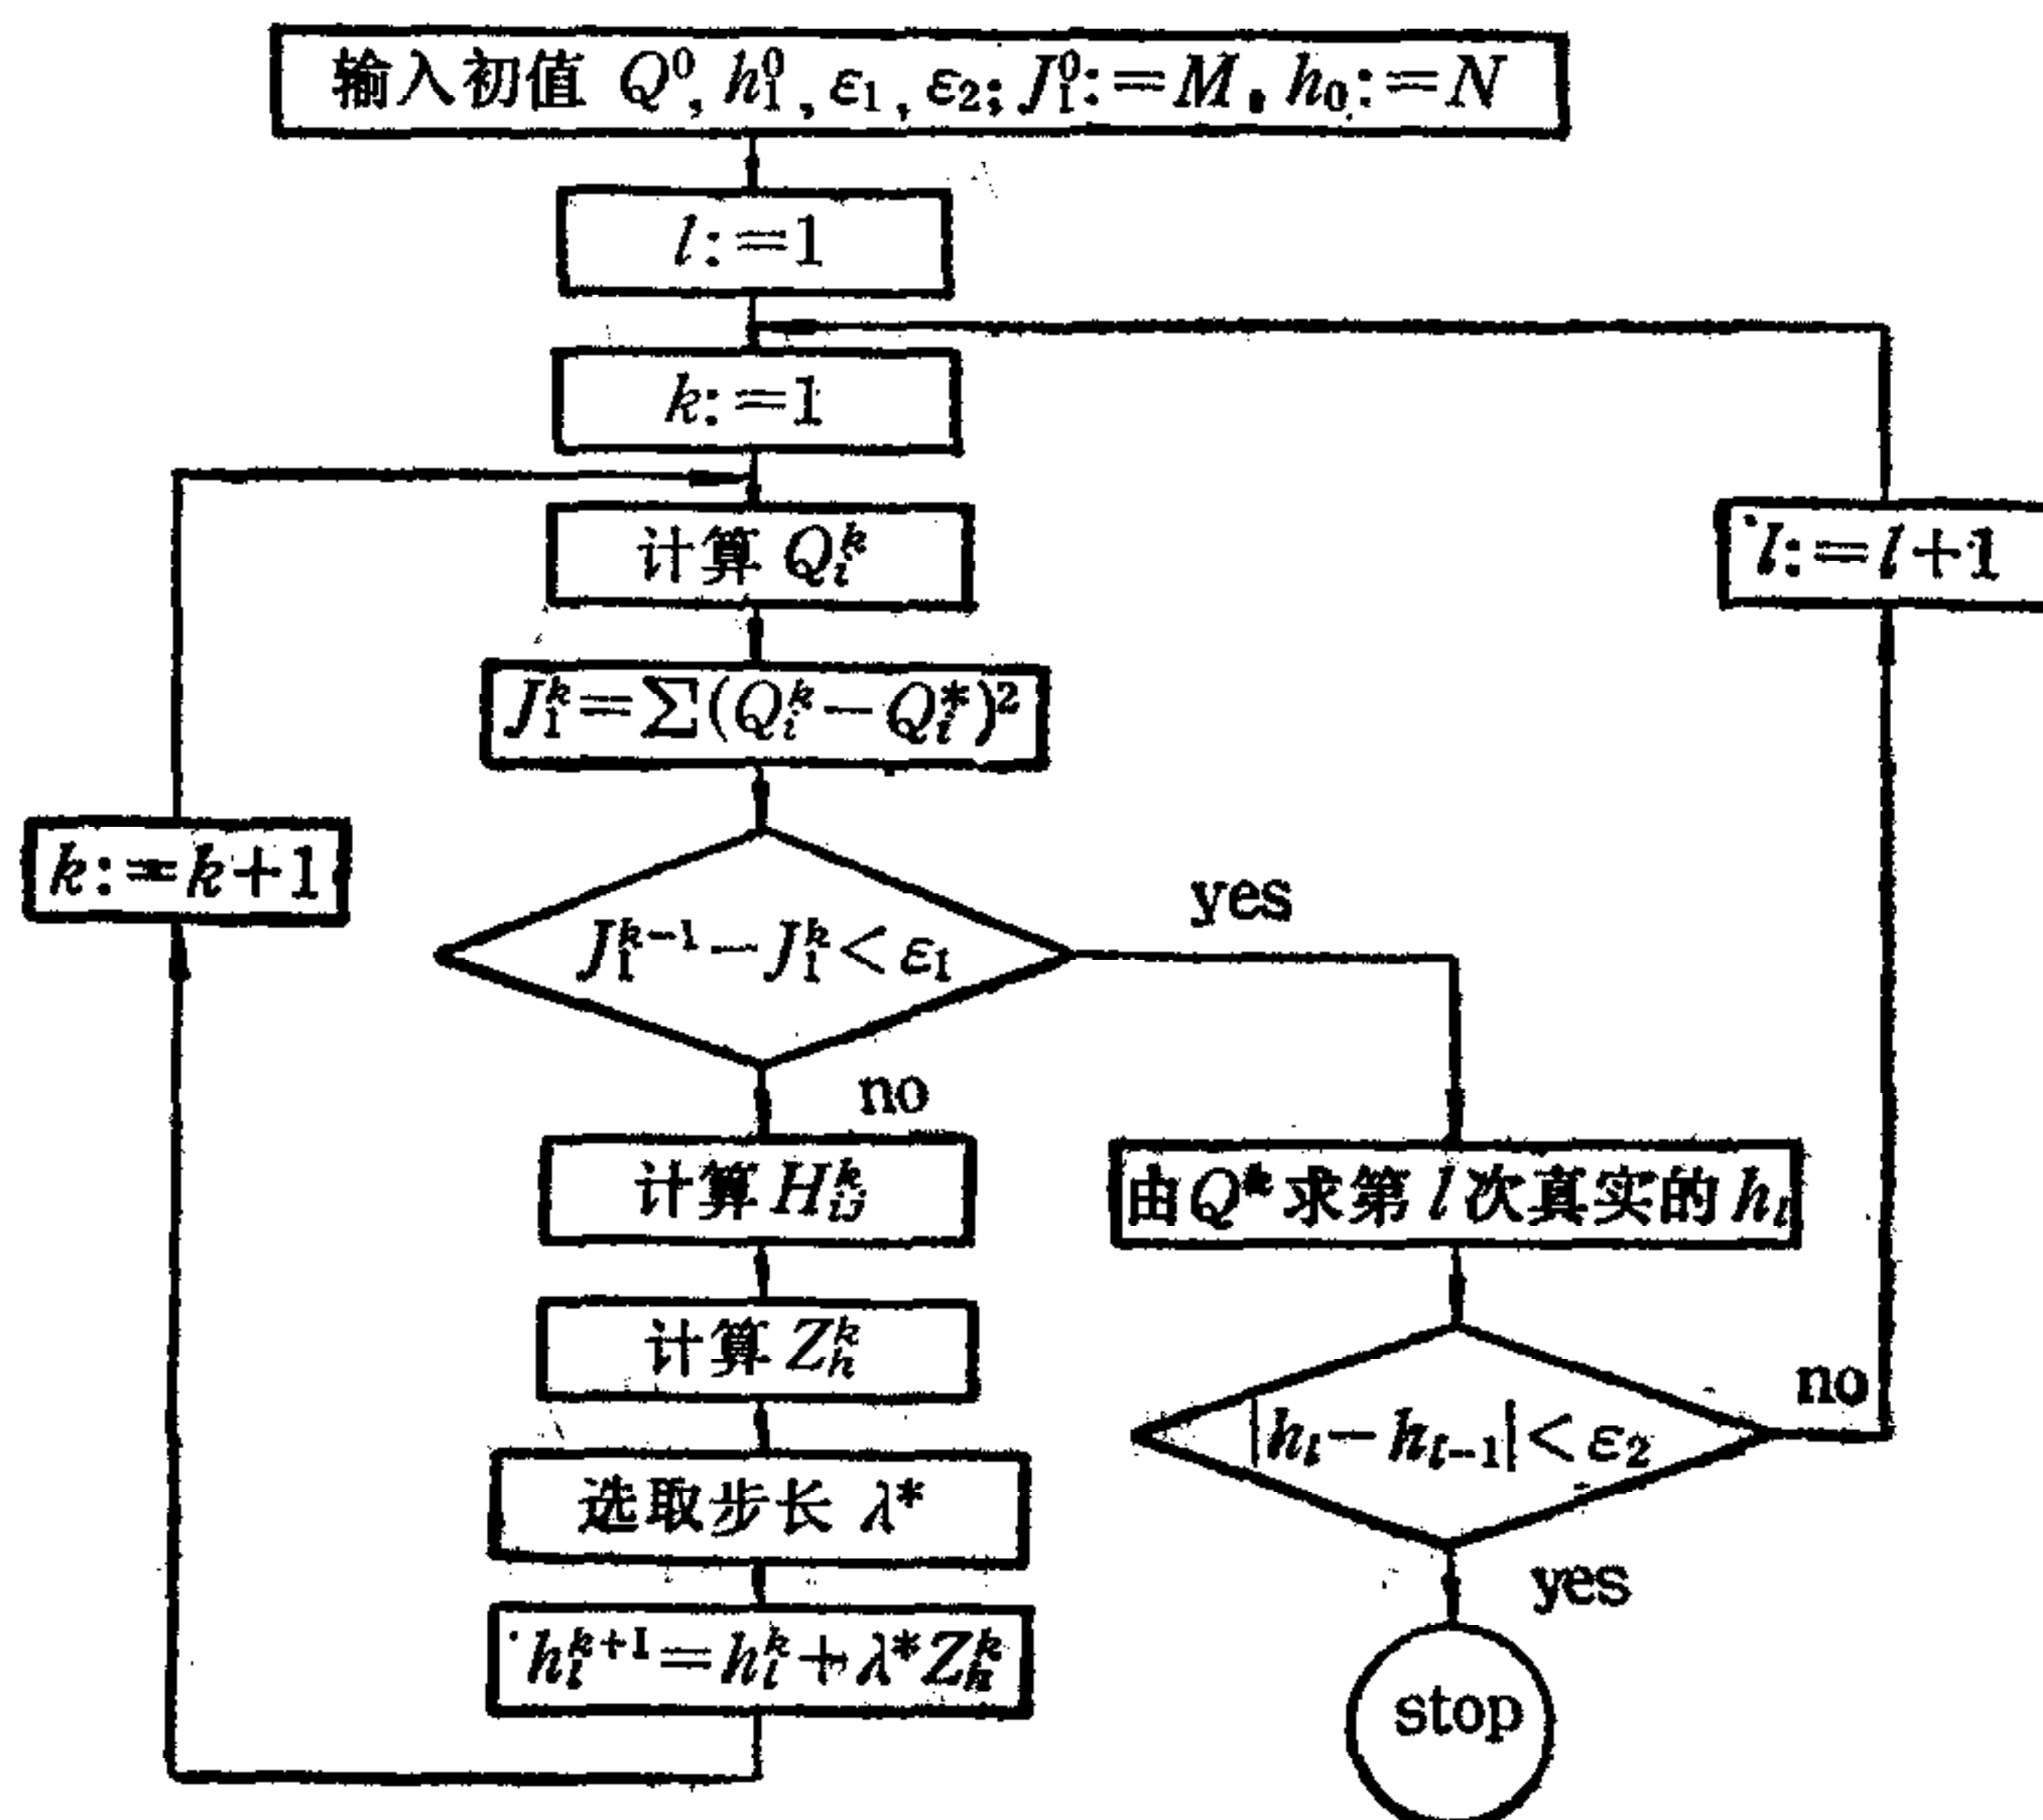 输入初值 Q⁰, h₁⁰, ε₁, ε₂; J₁⁰:=M, h₀:=N
l:=1
k:=1
计算 Qᵢᵏ
l:=l+1
J₁ᵏ=∑(Qᵢᵏ−Qᵢ*)²
k:=k+1
yes
J₁ᵏ⁻¹−J₁ᵏ<ε₁
no
计算 Hᵢⱼᵏ
由Q*求第 l 次真实的 hₗ
计算 Zₕᵏ
no
|hₗ−hₗ₋₁|<ε₂
选取步长 λ*
yes
hₗᵏ⁺¹=hₗᵏ+λ*Zₕᵏ
stop